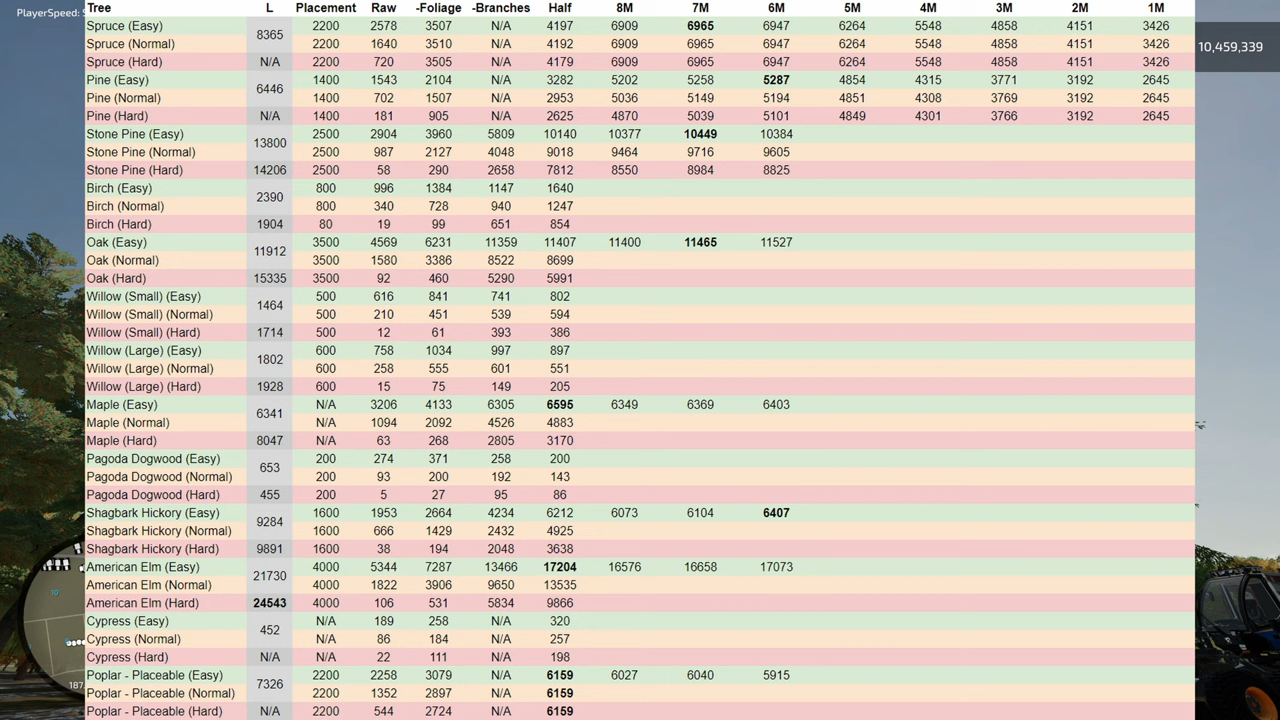 PlayerSpeed: 5
Tree L Placement Raw -Foliage -Branches Half 8M 7M 6M 5M 4M 3M 2M 1M
Spruce (Easy) 8365 2200 2578 3507 N/A 4197 6909 6965 6947 6264 5548 4858 4151 3426
Spruce (Normal) 2200 1640 3510 N/A 4192 6909 6965 6947 6264 5548 4858 4151 3426
Spruce (Hard) N/A 2200 720 3505 N/A 4179 6909 6965 6947 6264 5548 4858 4151 3426
10,459,339
Pine (Easy) 6446 1400 1543 2104 N/A 3282 5202 5258 5287 4854 4315 3771 3192 2645
Pine (Normal) 1400 702 1507 N/A 2953 5036 5149 5194 4851 4308 3769 3192 2645
Pine (Hard) N/A 1400 181 905 N/A 2625 4870 5039 5101 4849 4301 3766 3192 2645
Stone Pine (Easy) 13800 2500 2904 3960 5809 10140 10377 10449 10384
Stone Pine (Normal) 2500 987 2127 4048 9018 9464 9716 9605
Stone Pine (Hard) 14206 2500 58 290 2658 7812 8550 8984 8825
Birch (Easy) 2390 800 996 1384 1147 1640
Birch (Normal) 800 340 728 940 1247
Birch (Hard) 1904 80 19 99 651 854
Oak (Easy) 11912 3500 4569 6231 11359 11407 11400 11465 11527
Oak (Normal) 3500 1580 3386 8522 8699
Oak (Hard) 15335 3500 92 460 5290 5991
Willow (Small) (Easy) 1464 500 616 841 741 802
Willow (Small) (Normal) 500 210 451 539 594
Willow (Small) (Hard) 1714 500 12 61 393 386
Willow (Large) (Easy) 1802 600 758 1034 997 897
Willow (Large) (Normal) 600 258 555 601 551
Willow (Large) (Hard) 1928 600 15 75 149 205
Maple (Easy) 6341 N/A 3206 4133 6305 6595 6349 6369 6403
Maple (Normal) N/A 1094 2092 4526 4883
Maple (Hard) 8047 N/A 63 268 2805 3170
Pagoda Dogwood (Easy) 653 200 274 371 258 200
Pagoda Dogwood (Normal) 200 93 200 192 143
Pagoda Dogwood (Hard) 455 200 5 27 95 86
Shagbark Hickory (Easy) 9284 1600 1953 2664 4234 6212 6073 6104 6407
Shagbark Hickory (Normal) 1600 666 1429 2432 4925
Shagbark Hickory (Hard) 9891 1600 38 194 2048 3638
American Elm (Easy) 21730 4000 5344 7287 13466 17204 16576 16658 17073
American Elm (Normal) 4000 1822 3906 9650 13535
American Elm (Hard) 24543 4000 106 531 5834 9866
Cypress (Easy) 452 N/A 189 258 N/A 320
Cypress (Normal) N/A 86 184 N/A 257
Cypress (Hard) N/A N/A 22 111 N/A 198
Poplar - Placeable (Easy) 7326 2200 2258 3079 N/A 6159 6027 6040 5915
Poplar - Placeable (Normal) 2200 1352 2897 N/A 6159
Poplar - Placeable (Hard) N/A 2200 544 2724 N/A 6159